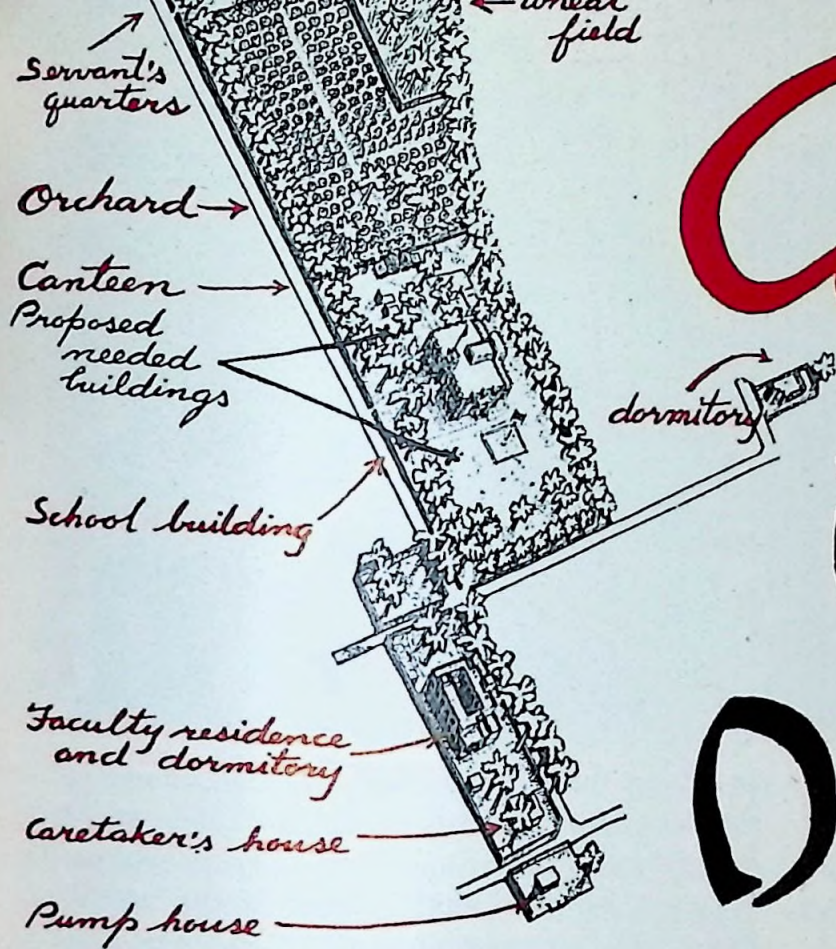 field
Servant's
quarters
Orchard
Canteen
Proposed
needed
buildings
dormitory
School building
Faculty residence
and dormitory
Caretaker's house
Pump house